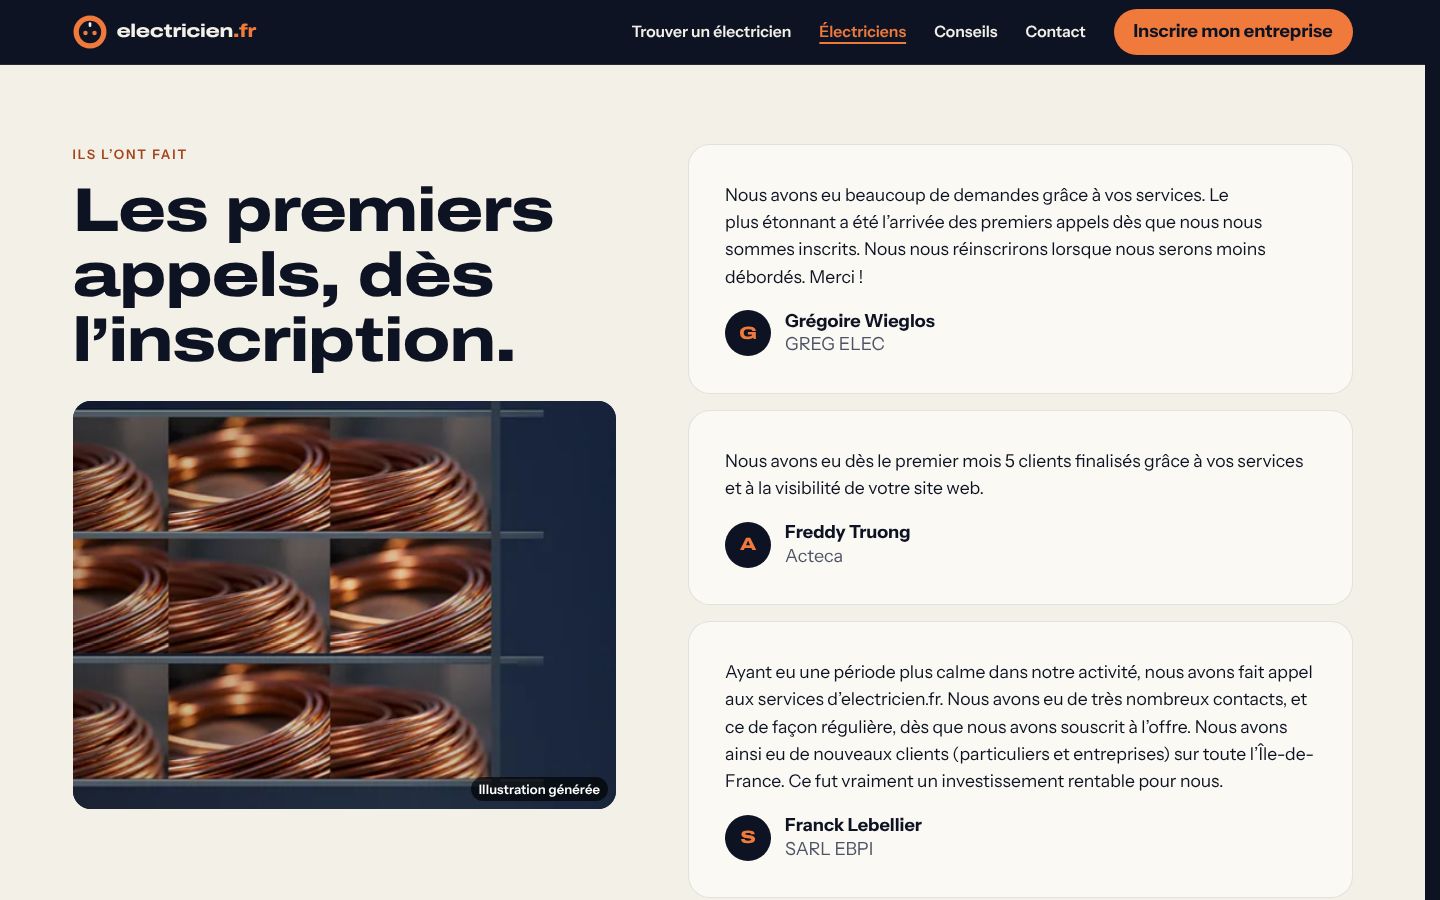 electricien.fr
Trouver un électricien
Électriciens
Conseils
Contact
Inscrire mon entreprise
ILS L’ONT FAIT
Les premiers
appels, dès
l’inscription.
Illustration générée
Nous avons eu beaucoup de demandes grâce à vos services. Le
plus étonnant a été l’arrivée des premiers appels dès que nous nous
sommes inscrits. Nous nous réinscrirons lorsque nous serons moins
débordés. Merci !
G
Grégoire Wieglos
GREG ELEC
Nous avons eu dès le premier mois 5 clients finalisés grâce à vos services
et à la visibilité de votre site web.
A
Freddy Truong
Acteca
Ayant eu une période plus calme dans notre activité, nous avons fait appel
aux services d’electricien.fr. Nous avons eu de très nombreux contacts, et
ce de façon régulière, dès que nous avons souscrit à l’offre. Nous avons
ainsi eu de nouveaux clients (particuliers et entreprises) sur toute l’Île-de-
France. Ce fut vraiment un investissement rentable pour nous.
S
Franck Lebellier
SARL EBPI